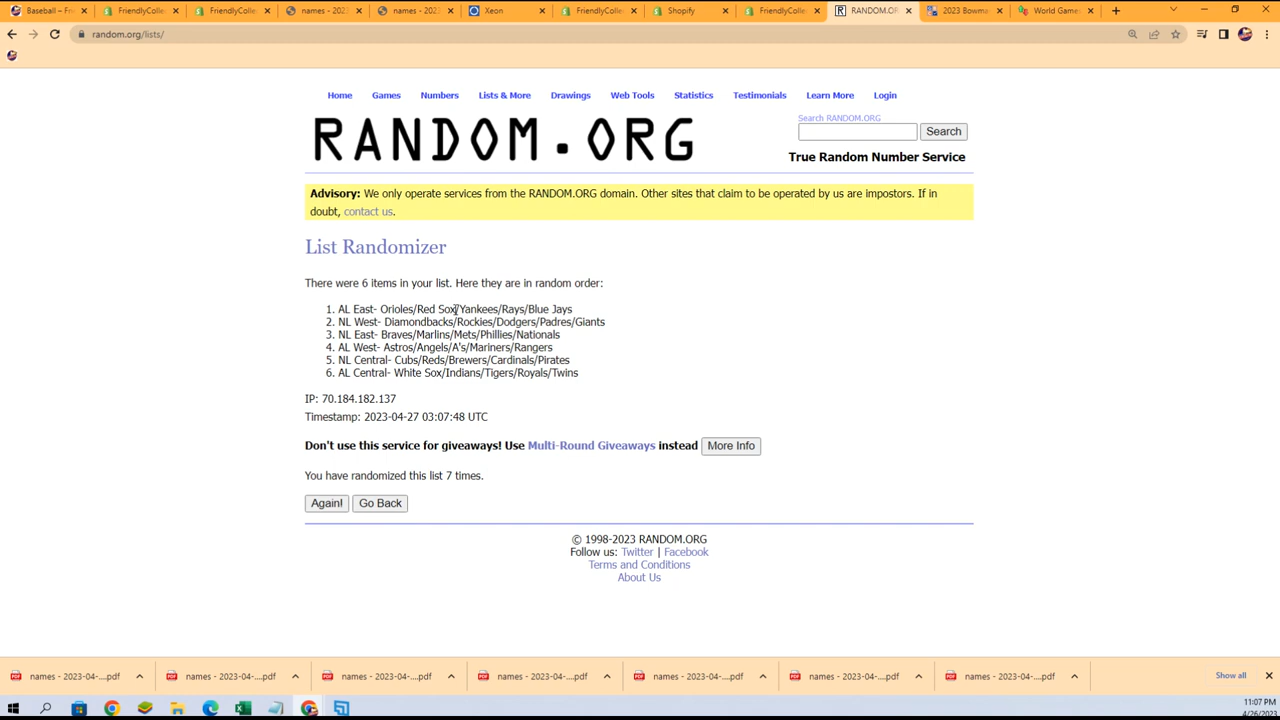 Baseball – Fr
FriendlyColle
FriendlyColle
names - 202
names - 202
Xeon
FriendlyColle
Shopify
FriendlyColle
RANDOM.OR
2023 Bowma
World Game
random.org/lists/
Home Games Numbers Lists & More Drawings Web Tools Statistics Testimonials Learn More Login
RANDOM.ORG
Search RANDOM.ORG
Search
True Random Number Service
Advisory: We only operate services from the RANDOM.ORG domain. Other sites that claim to be operated by us are impostors. If in
doubt, contact us.
List Randomizer
There were 6 items in your list. Here they are in random order:
1. AL East- Orioles/Red Sox/Yankees/Rays/Blue Jays
2. NL West- Diamondbacks/Rockies/Dodgers/Padres/Giants
3. NL East- Braves/Marlins/Mets/Phillies/Nationals
4. AL West- Astros/Angels/A's/Mariners/Rangers
5. NL Central- Cubs/Reds/Brewers/Cardinals/Pirates
6. AL Central- White Sox/Indians/Tigers/Royals/Twins
IP: 70.184.182.137
Timestamp: 2023-04-27 03:07:48 UTC
Don't use this service for giveaways! Use Multi-Round Giveaways instead More Info
You have randomized this list 7 times.
Again! Go Back
© 1998-2023 RANDOM.ORG
Follow us: Twitter | Facebook
Terms and Conditions
About Us
names - 2023-04-....pdf
names - 2023-04-....pdf
names - 2023-04-....pdf
names - 2023-04-....pdf
names - 2023-04-....pdf
names - 2023-04-....pdf
names - 2023-04-....pdf
Show all
11:07 PM
4/26/2023